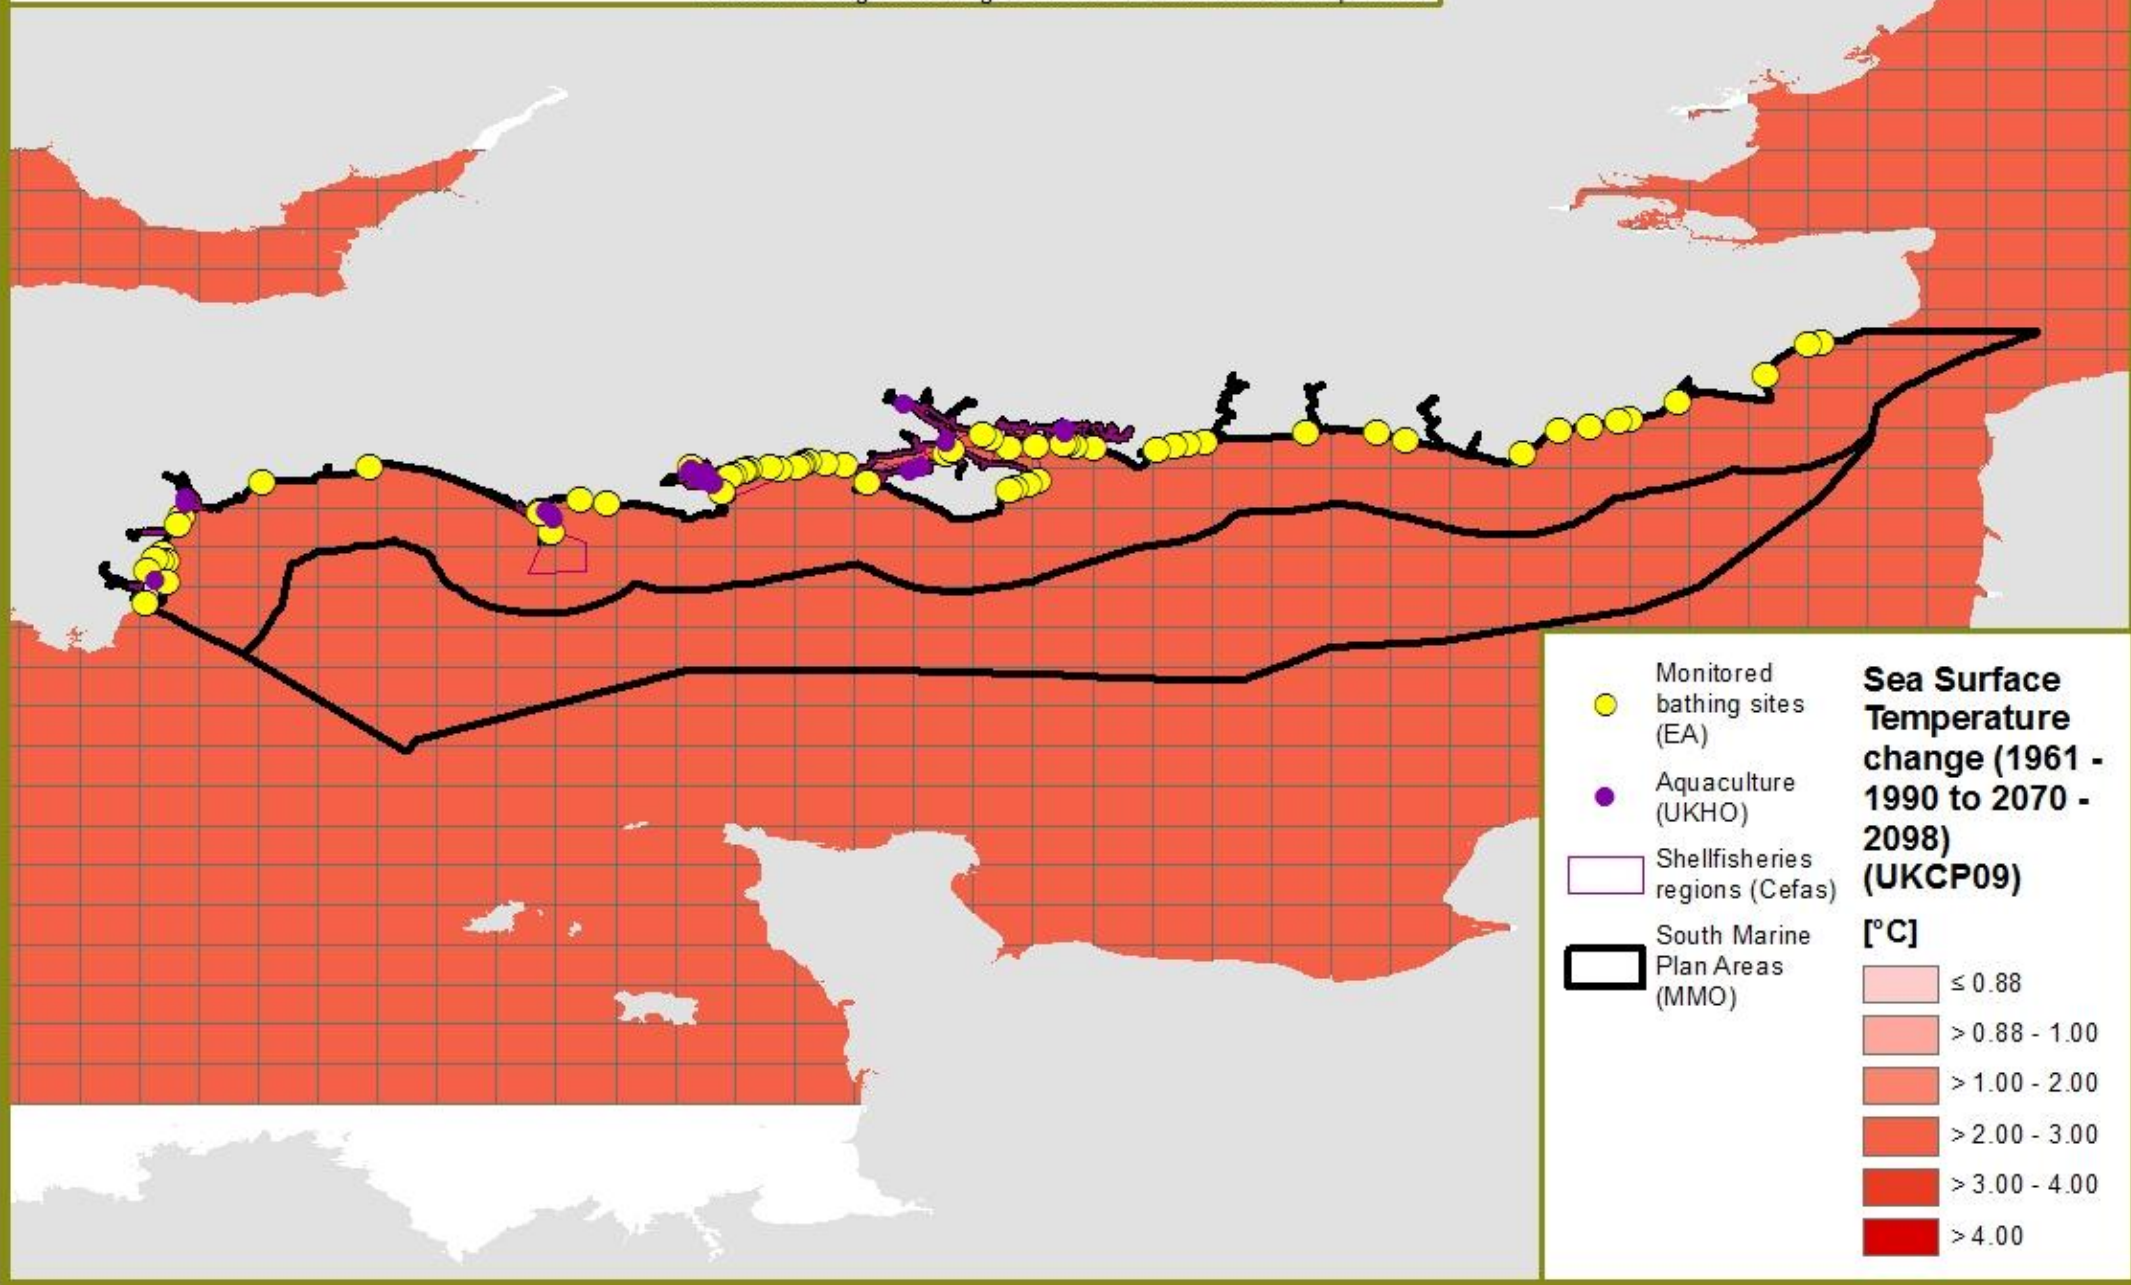 Monitored
bathing sites
(EA)
Aquaculture
(UKHO)
Shellfisheries
regions (Cefas)
South Marine
Plan Areas
(MMO)
Sea Surface
Temperature
change (1961 -
1990 to 2070 -
2098)
(UKCP09)
[°C]
≤ 0.88
> 0.88 - 1.00
> 1.00 - 2.00
> 2.00 - 3.00
> 3.00 - 4.00
> 4.00